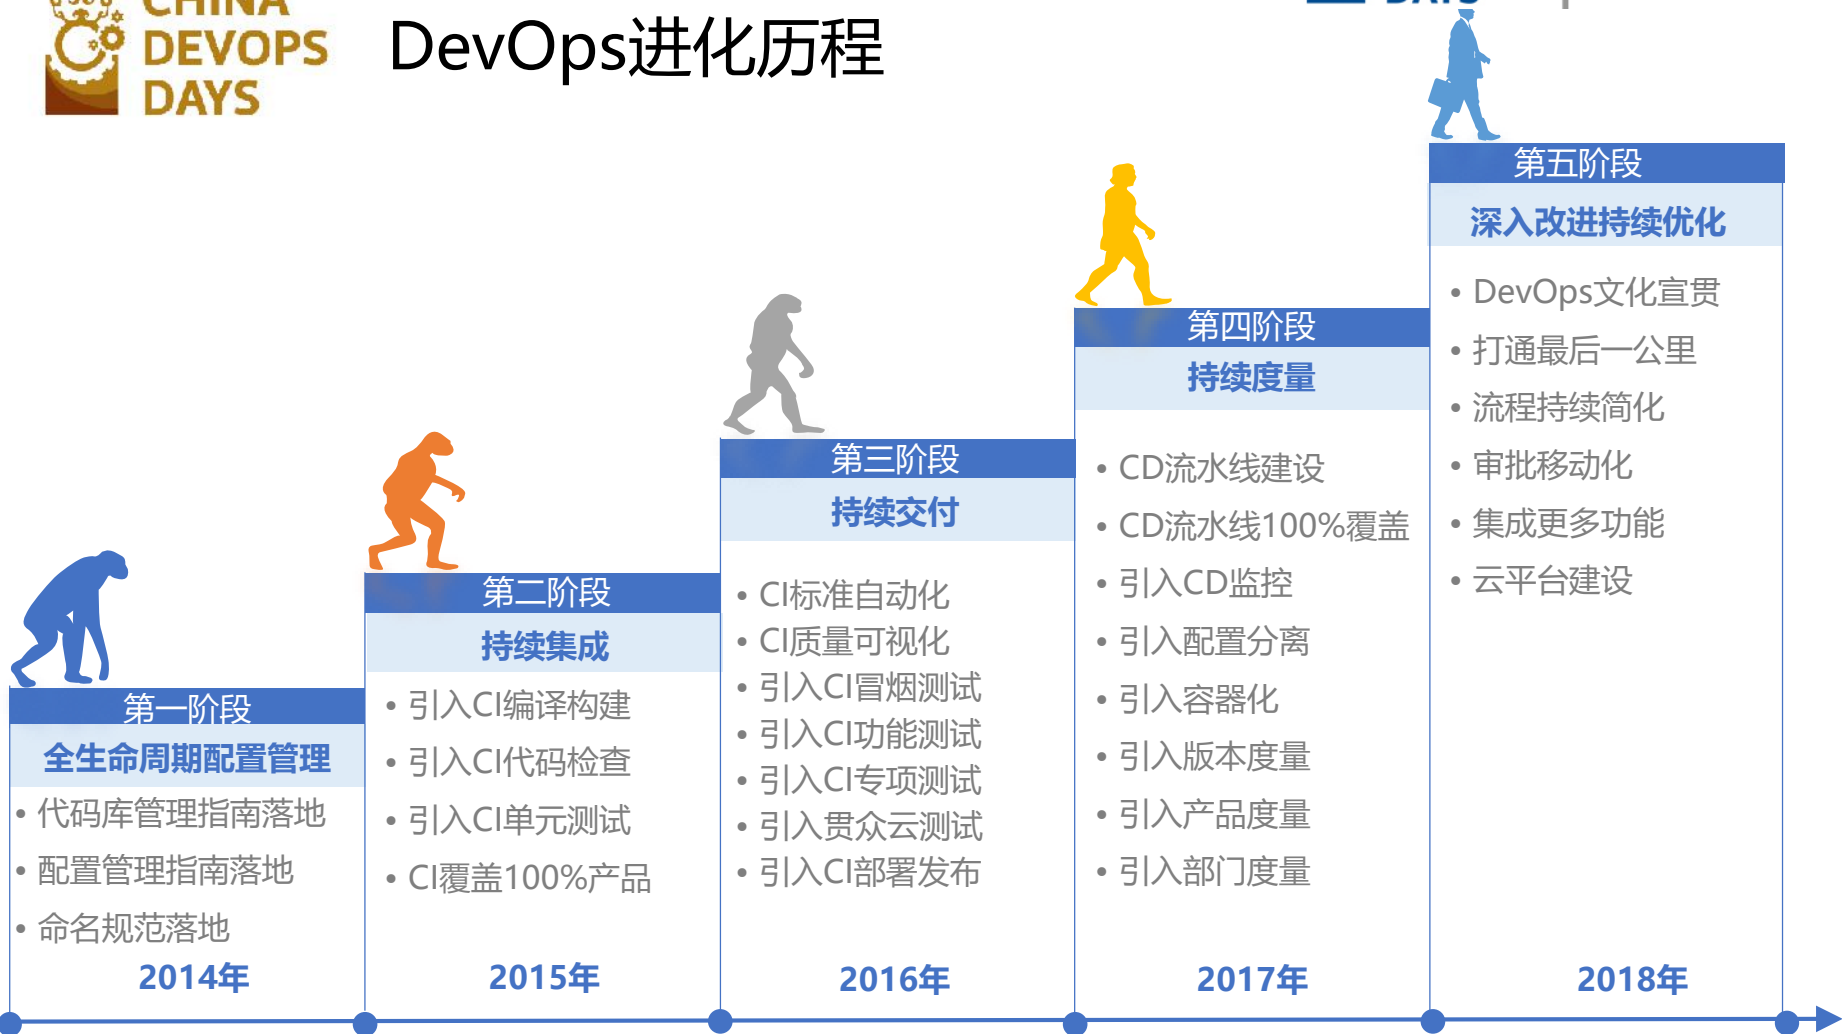 CHINA
DEVOPS
DAYS
DevOps进化历程
DAYS
第一阶段
全生命周期配置管理
• 代码库管理指南落地
• 配置管理指南落地
• 命名规范落地
2014年
第二阶段
持续集成
• 引入CI编译构建
• 引入CI代码检查
• 引入CI单元测试
• CI覆盖100%产品
2015年
第三阶段
持续交付
• CI标准自动化
• CI质量可视化
• 引入CI冒烟测试
• 引入CI功能测试
• 引入CI专项测试
• 引入贯众云测试
• 引入CI部署发布
2016年
第四阶段
持续度量
• CD流水线建设
• CD流水线100%覆盖
• 引入CD监控
• 引入配置分离
• 引入容器化
• 引入版本度量
• 引入产品度量
• 引入部门度量
2017年
第五阶段
深入改进持续优化
• DevOps文化宣贯
• 打通最后一公里
• 流程持续简化
• 审批移动化
• 集成更多功能
• 云平台建设
2018年